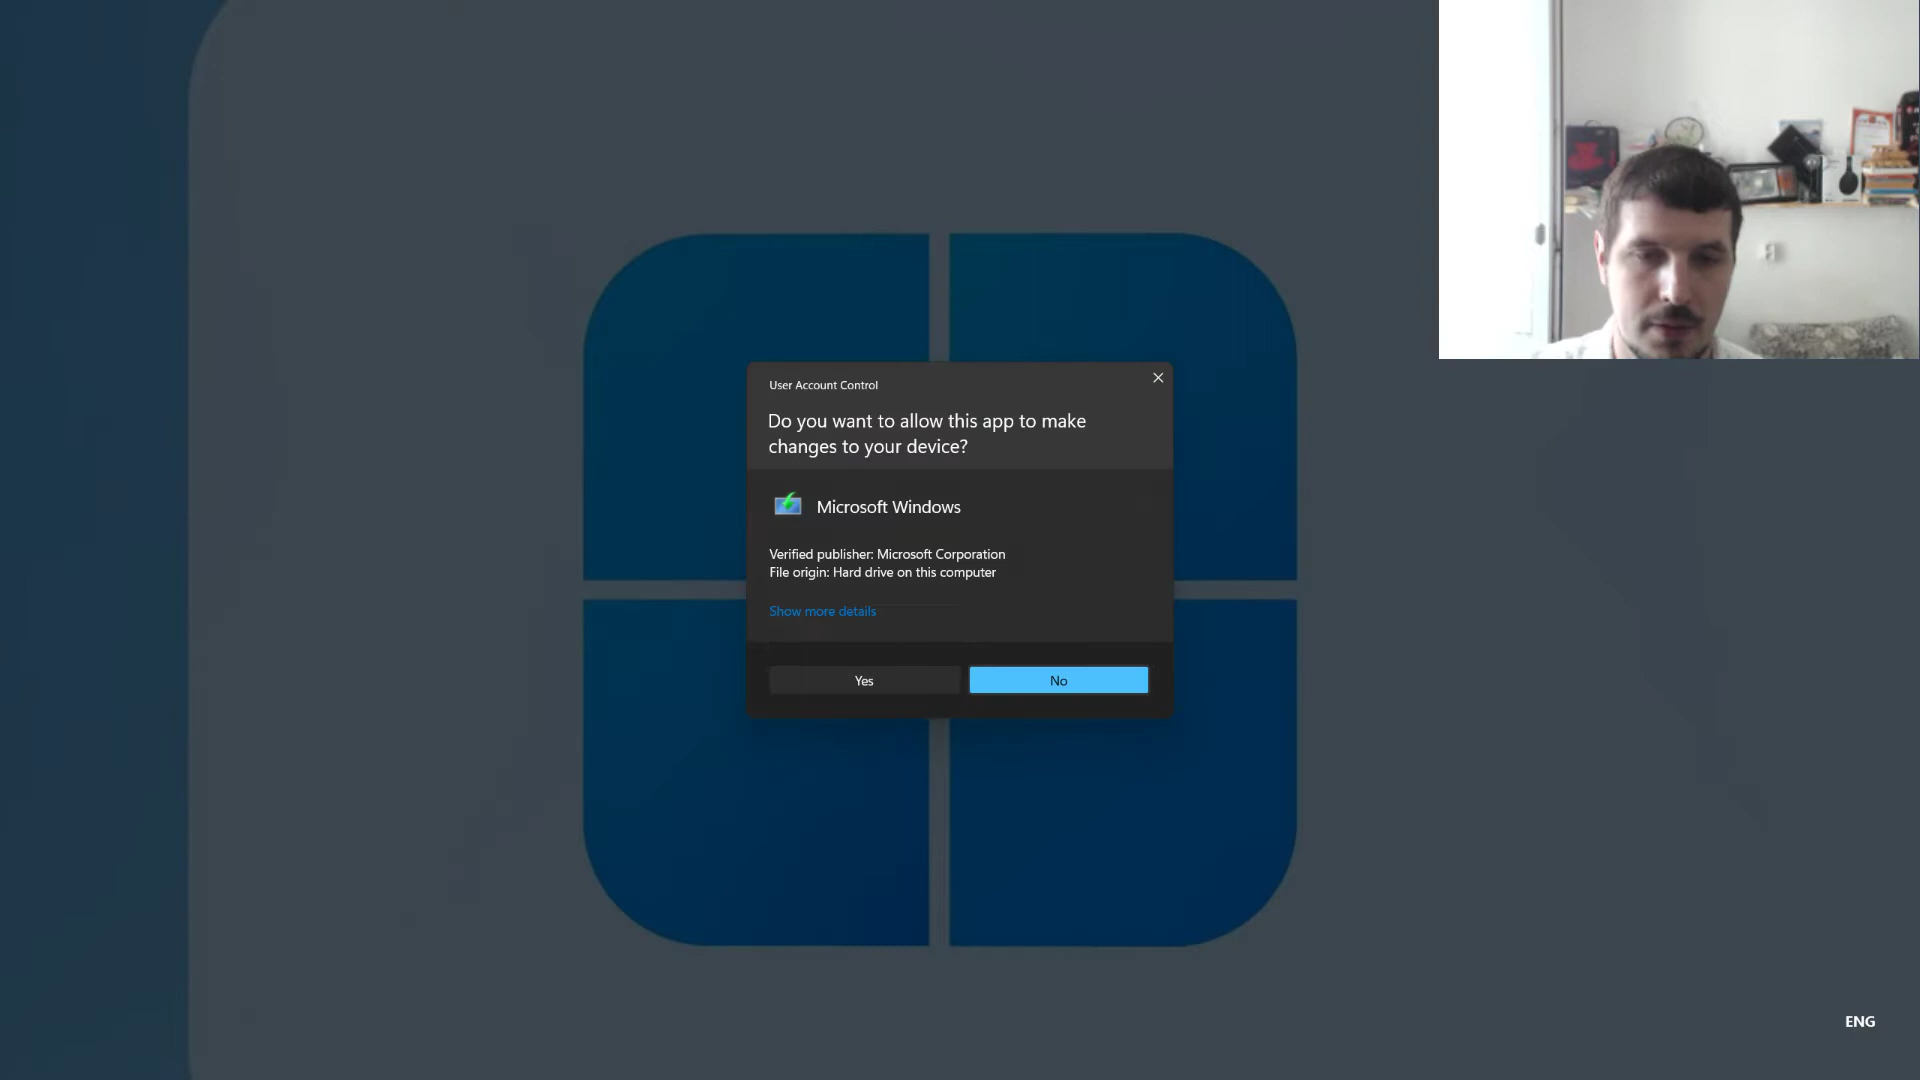 User Account Control
Do you want to allow this app to make
changes to your device?
Microsoft Windows
Verified publisher: Microsoft Corporation
File origin: Hard drive on this computer
Show more details
Yes
No
ENG